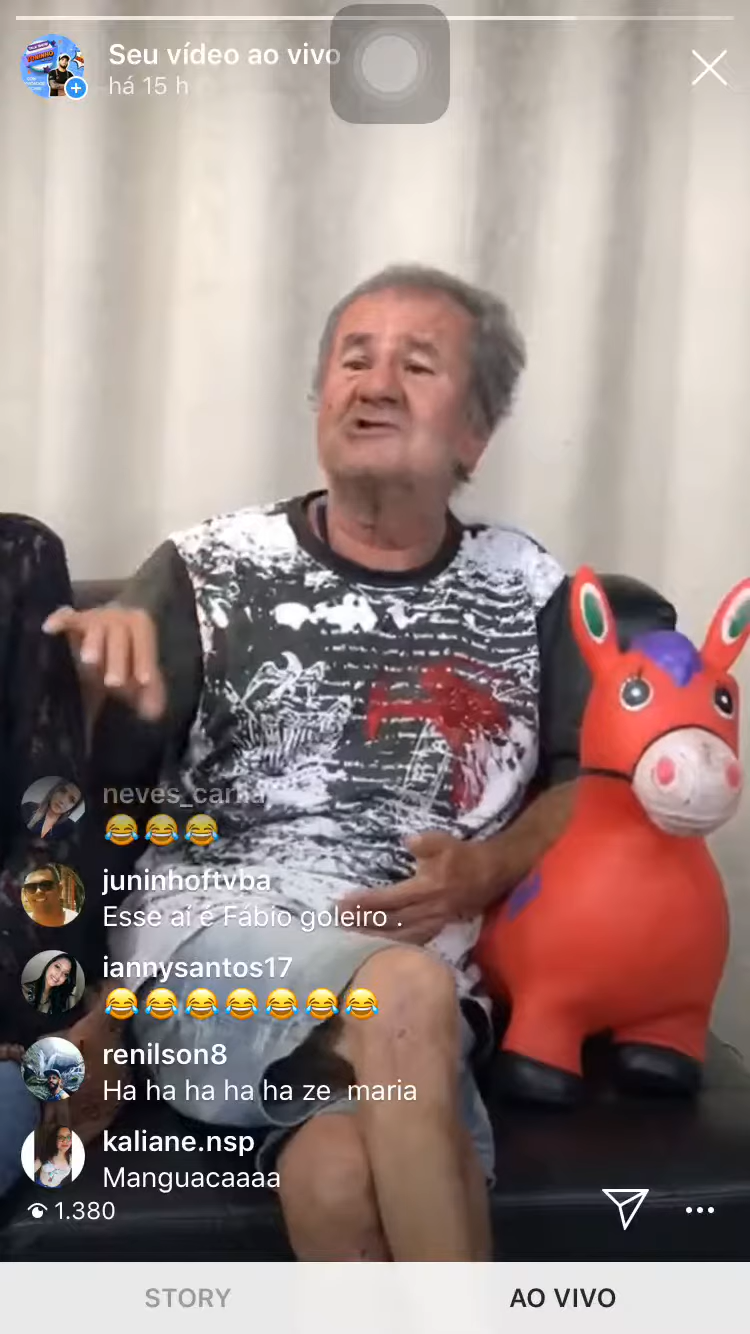 Seu vídeo ao vivo
há 15 h
😂😂😂
juninhoftvba
Esse aí é Fábio goleiro .
iannysantos17
😂😂😂😂😂😂😂
renilson8
Ha ha ha ha ha ze maria
kaliane.nsp
Manguacaaaa
1.380
STORY
AO VIVO